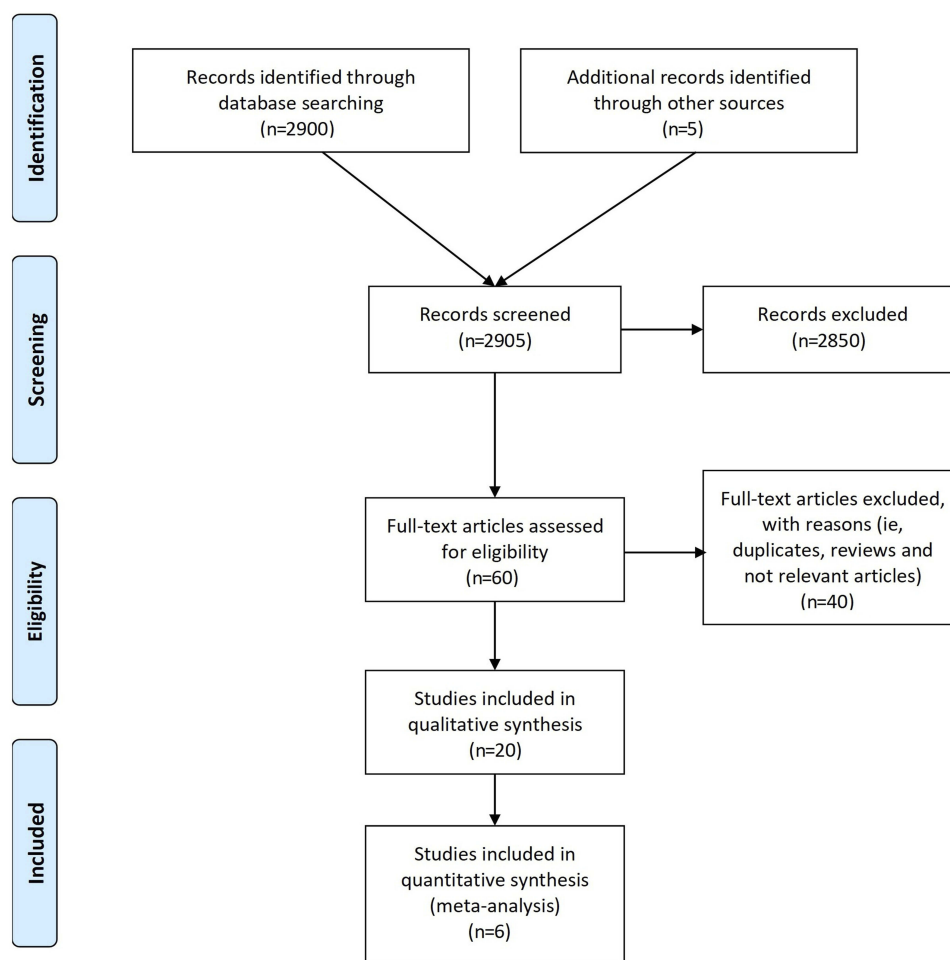 Identification
Records identified through
database searching
(n=2900)
Additional records identified
through other sources
(n=5)
Screening
Records screened
(n=2905)
Records excluded
(n=2850)
Eligibility
Full-text articles assessed
for eligibility
(n=60)
Full-text articles excluded,
with reasons (ie,
duplicates, reviews and
not relevant articles)
(n=40)
Studies included in
qualitative synthesis
(n=20)
Included
Studies included in
quantitative synthesis
(meta-analysis)
(n=6)